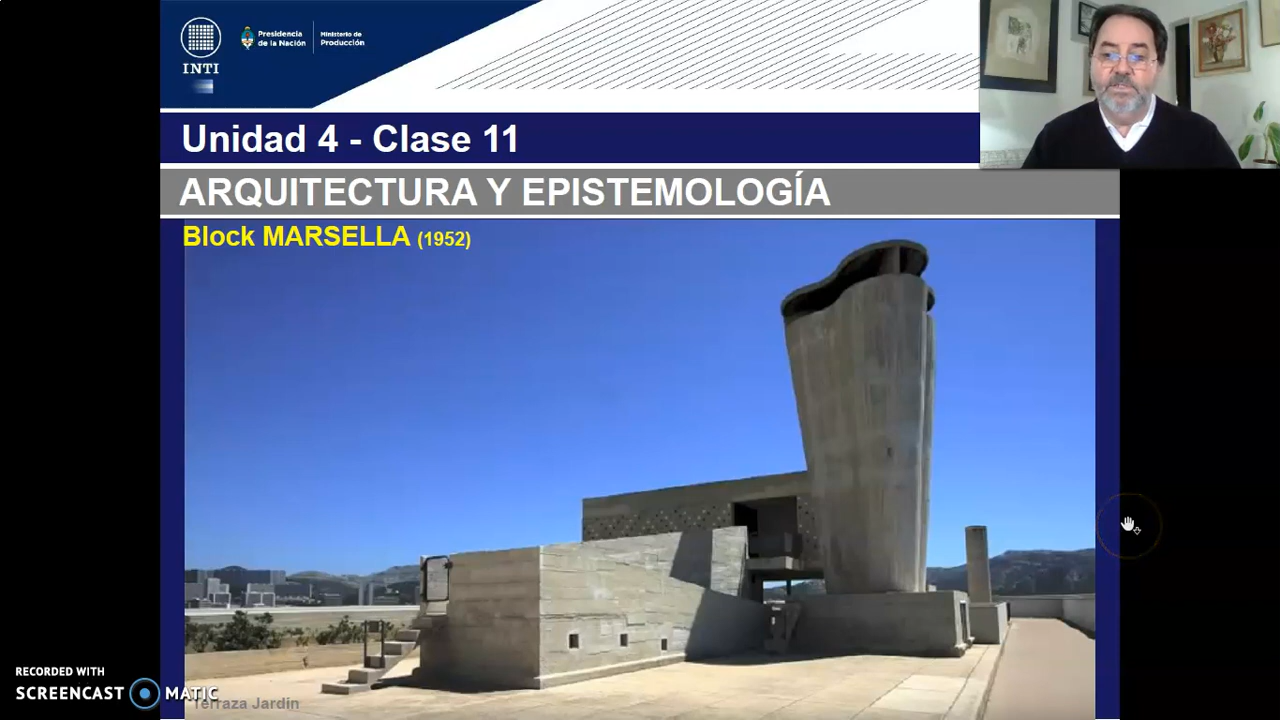 INTI
Presidencia
de la Nación
Ministerio de
Producción
Unidad 4 - Clase 11
ARQUITECTURA Y EPISTEMOLOGÍA
Block MARSELLA (1952)
Terraza Jardín
RECORDED WITH
SCREENCAST MATIC